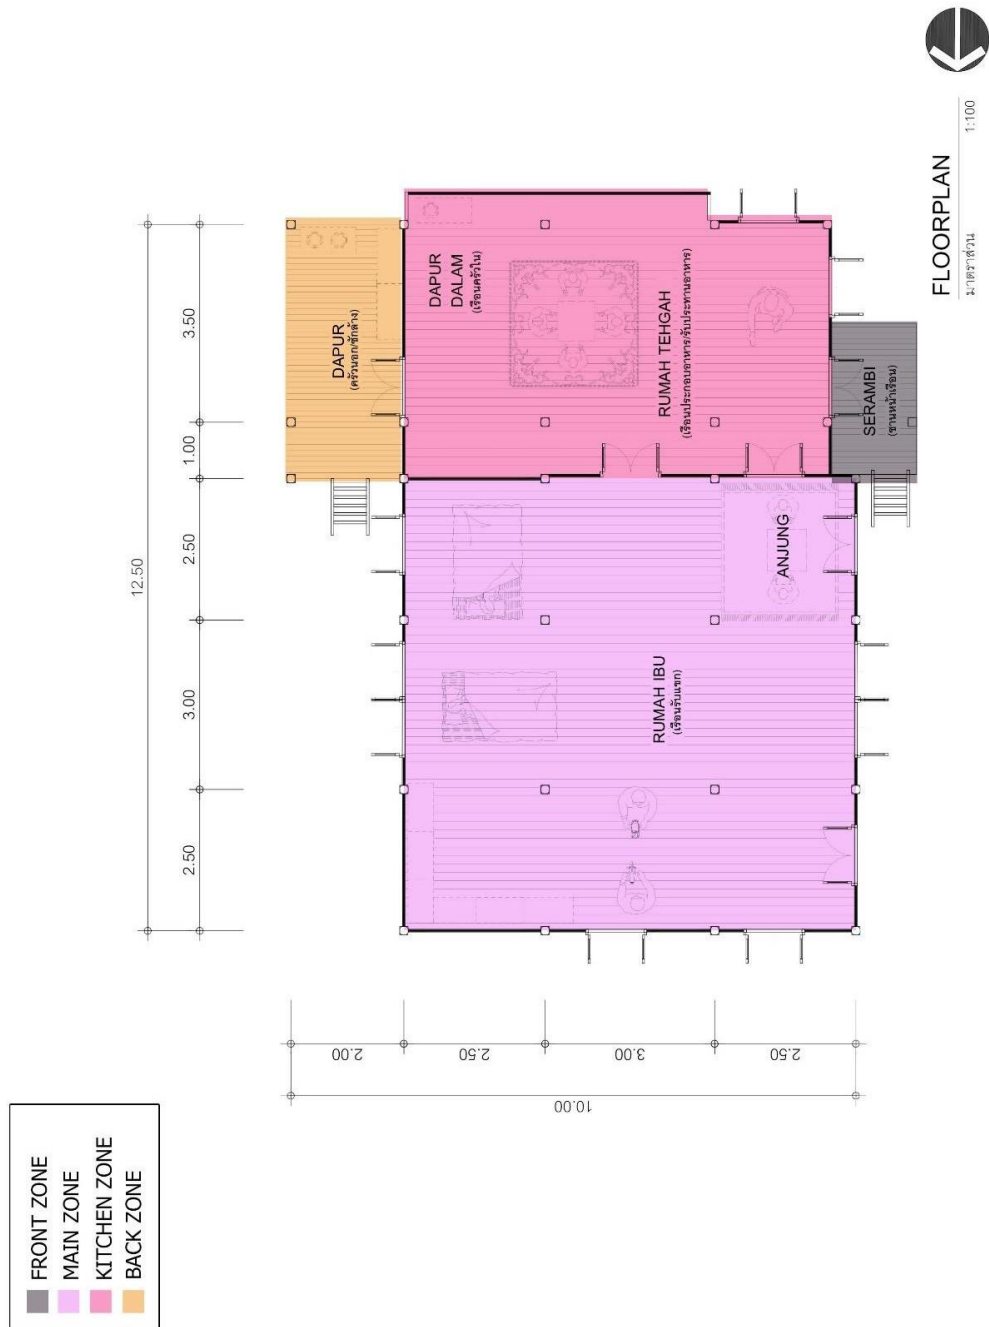 FLOORPLAN
มาตราส่วน 1:100
DAPUR
(ครัวนอก/ซักล้าง)
DAPUR
DALAM
(เรือนครัวใน)
RUMAH TEHGAH
(เรือนประกอบอาหาร/รับประทานอาหาร)
SERAMBI
(ชานหน้าเรือน)
ANJUNG
RUMAH IBU
(เรือนรับแขก)
12.50
3.50
1.00
2.50
3.00
2.50
2.00
2.50
3.00
2.50
10.00
FRONT ZONE
MAIN ZONE
KITCHEN ZONE
BACK ZONE